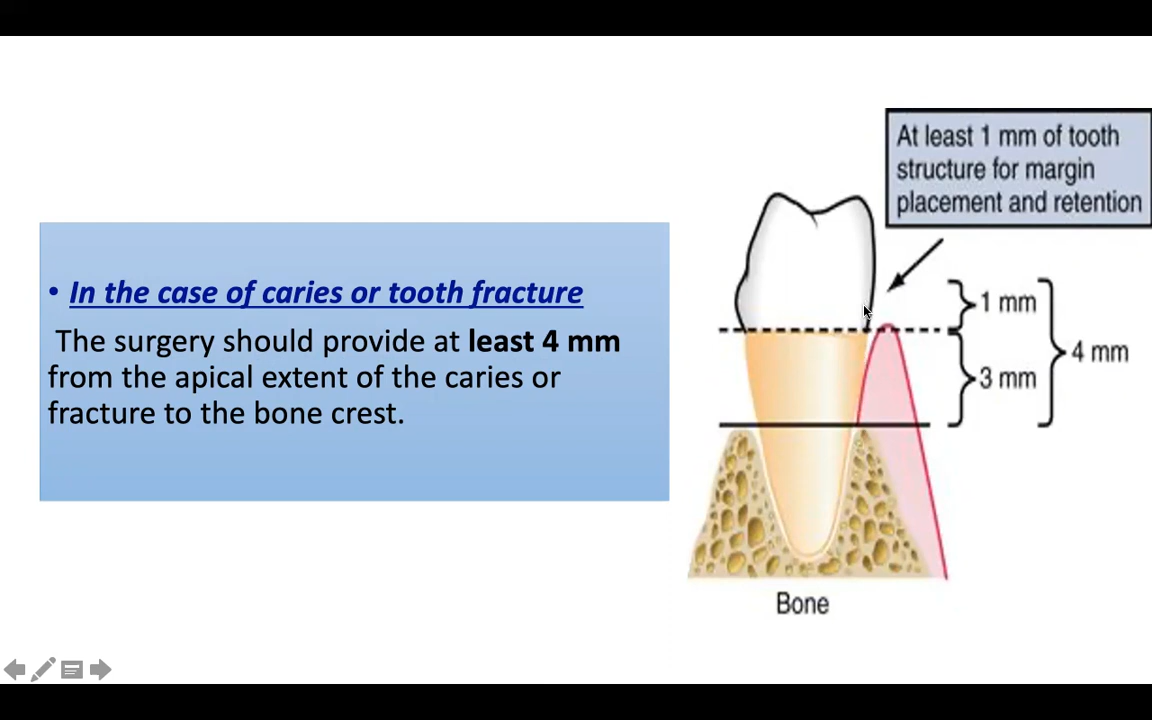 • In the case of caries or tooth fracture
The surgery should provide at least 4 mm
from the apical extent of the caries or
fracture to the bone crest.
At least 1 mm of tooth
structure for margin
placement and retention
1 mm
4 mm
3 mm
Bone